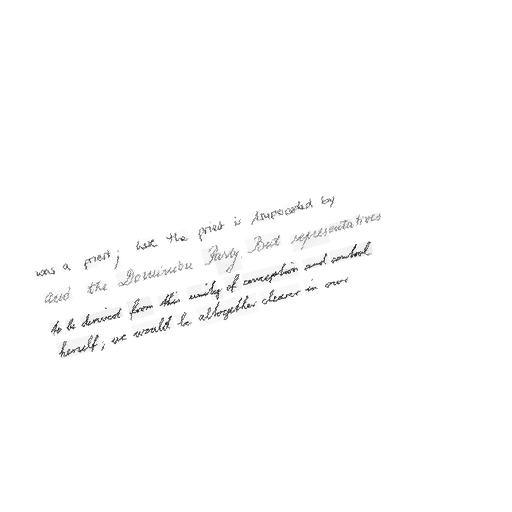 was a priest; but the priest is suspected by
and the Dominion Party. But representatives
to be derived from this unity of conception and control
herself; we would be altogether clearer in our